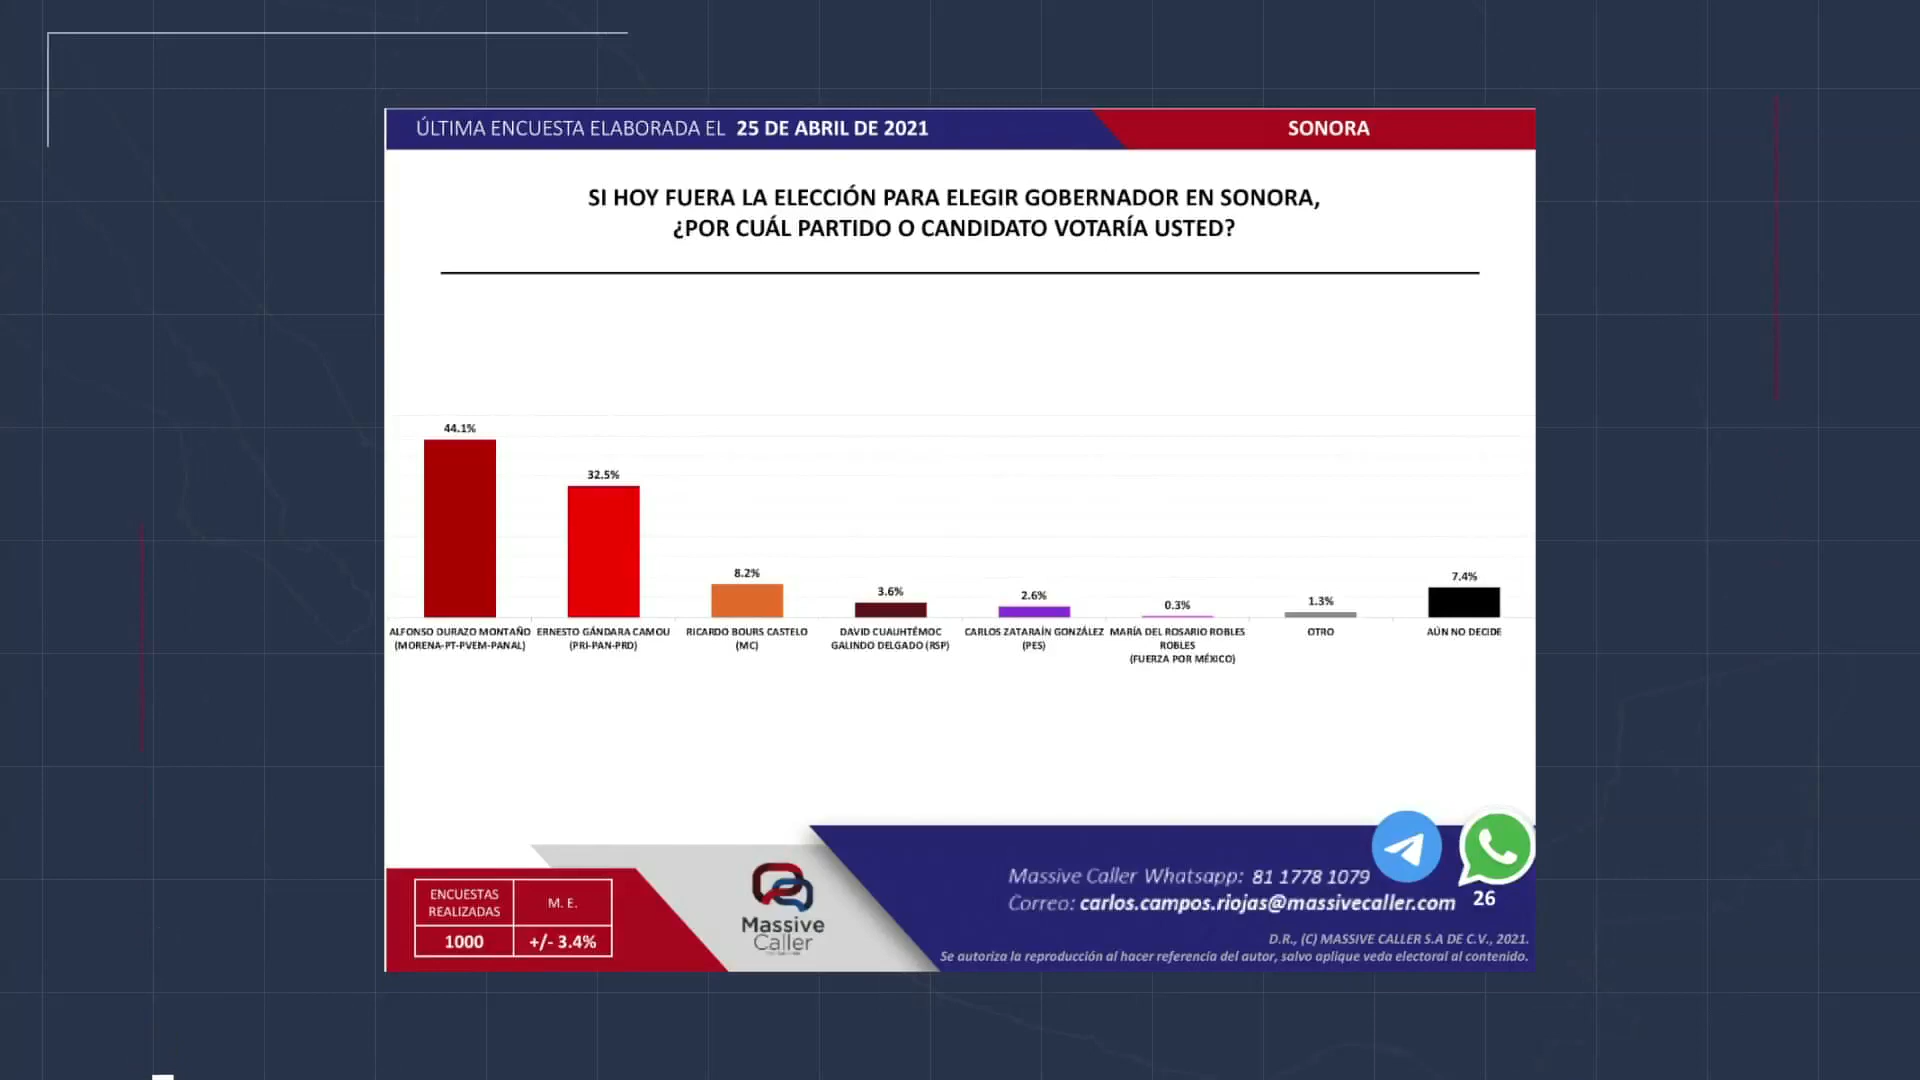 ÚLTIMA ENCUESTA ELABORADA EL 25 DE ABRIL DE 2021
SONORA
SI HOY FUERA LA ELECCIÓN PARA ELEGIR GOBERNADOR EN SONORA,
¿POR CUÁL PARTIDO O CANDIDATO VOTARÍA USTED?
44.1%
32.5%
8.2%
3.6%
2.6%
0.3%
1.3%
7.4%
ALFONSO DURAZO MONTAÑO
(MORENA-PT-PVEM-PANAL)
ERNESTO GÁNDARA CAMOU
(PRI-PAN-PRD)
RICARDO BOURS CASTELO
(MC)
DAVID CUAUHTÉMOC
GALINDO DELGADO (RSP)
CARLOS ZATARAÍN GONZÁLEZ
(PES)
MARÍA DEL ROSARIO ROBLES
ROBLES
(FUERZA POR MÉXICO)
OTRO
AÚN NO DECIDE
ENCUESTAS
REALIZADAS
M. E.
1000
+/- 3.4%
Massive
Caller
Massive Caller Whatsapp: 81 1778 1079
Correo: carlos.campos.riojas@massivecaller.com
26
D.R., (C) MASSIVE CALLER S.A DE C.V., 2021.
Se autoriza la reproducción al hacer referencia del autor, salvo aplique veda electoral al contenido.